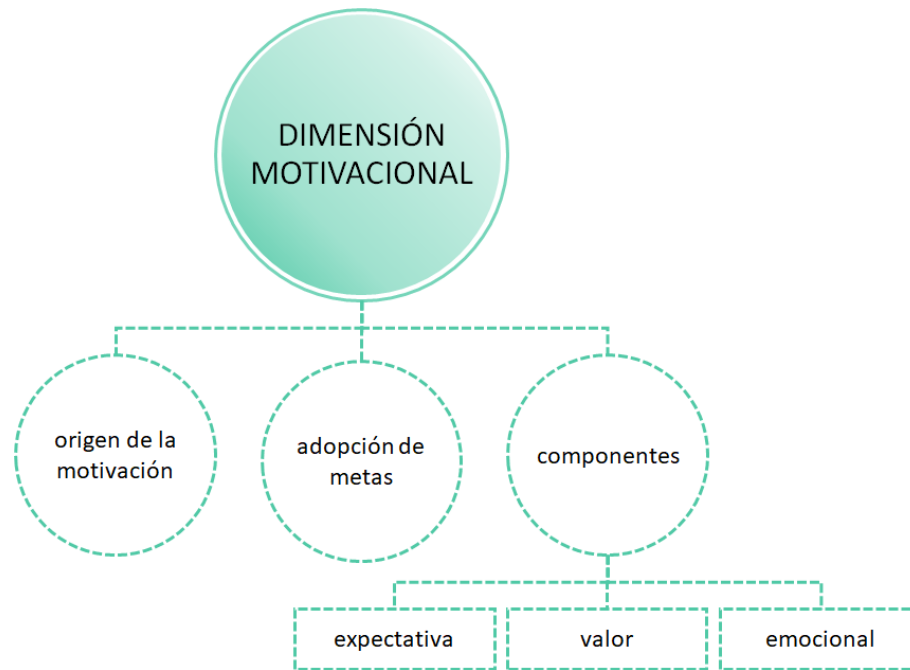 DIMENSIÓN
MOTIVACIONAL
origen de la
motivación
adopción de
metas
componentes
expectativa
valor
emocional